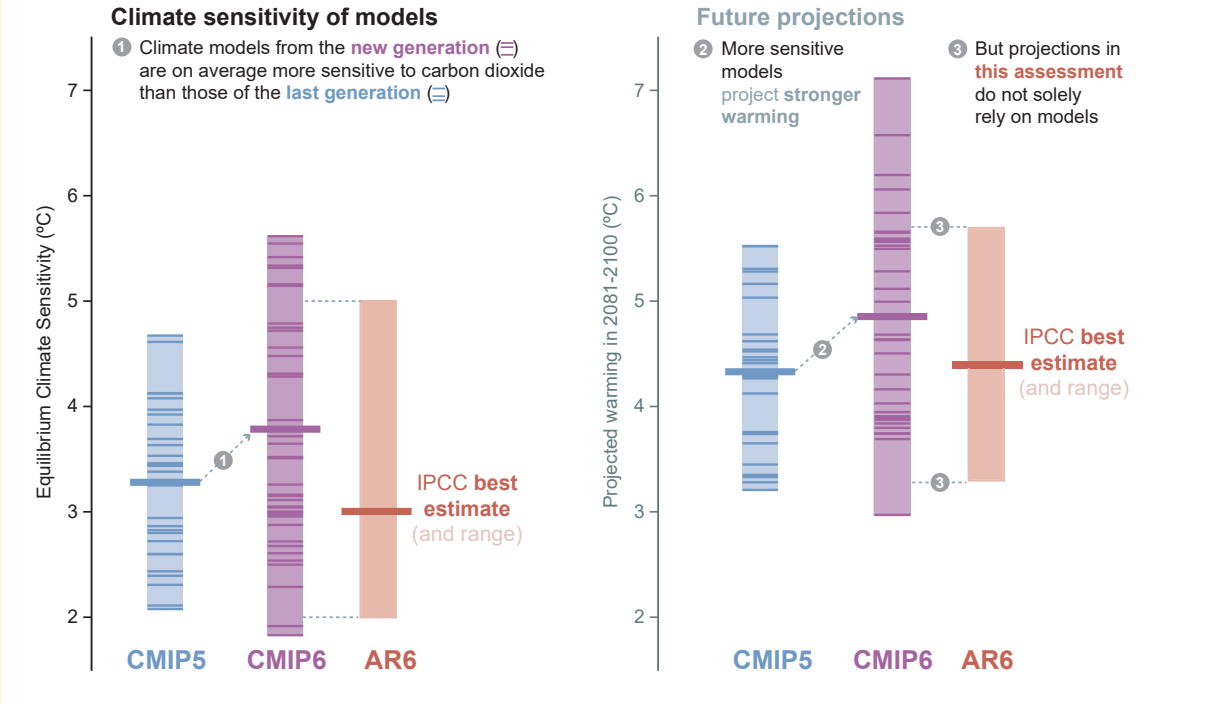 Climate sensitivity of models
1 Climate models from the new generation ( )
are on average more sensitive to carbon dioxide
than those of the last generation ( )
Equilibrium Climate Sensitivity (ºC)
7
6
5
4
3
2
1
IPCC best
estimate
(and range)
CMIP5 CMIP6 AR6
Future projections
2 More sensitive
models
project stronger
warming
3 But projections in
this assessment
do not solely
rely on models
Projected warming in 2081-2100 (ºC)
7
6
5
4
3
2
3
2
3
IPCC best
estimate
(and range)
CMIP5 CMIP6 AR6